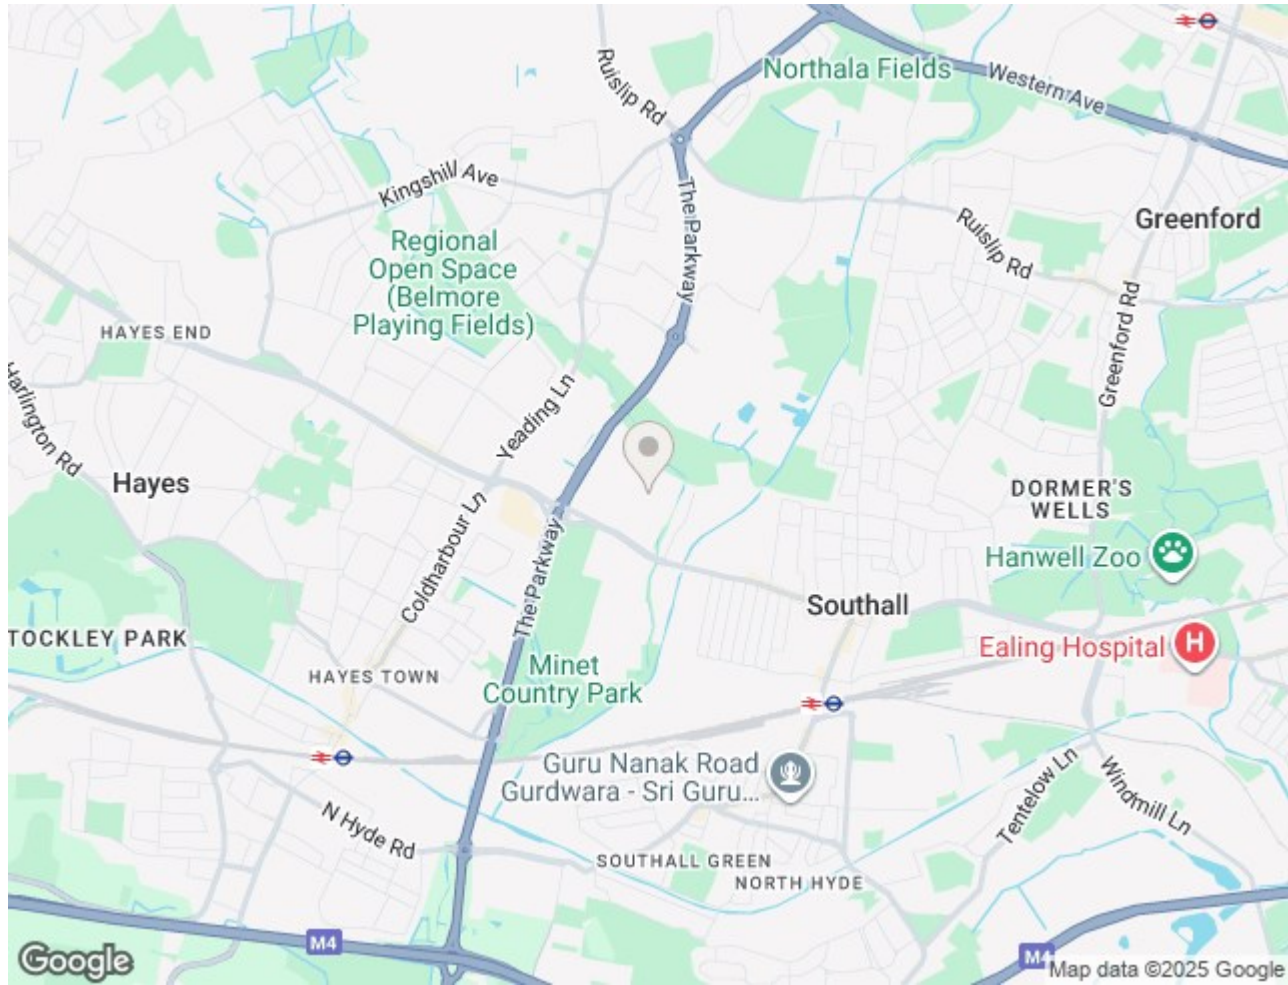 Northala Fields
Western Ave
Ruislip Rd
Kingshill Ave
The Parkway
Ruislip Rd
Greenford
Regional
Open Space
(Belmore
Playing Fields)
HAYES END
Greenford Rd
Harlington Rd
Yeading Ln
Hayes
DORMER'S
WELLS
Coldharbour Ln
The Parkway
Hanwell Zoo
Southall
TOCKLEY PARK
Ealing Hospital
H
HAYES TOWN
Minet
Country Park
Guru Nanak Road
Gurdwara - Sri Guru...
Tentelow Ln
Windmill Ln
N Hyde Rd
SOUTHALL GREEN
NORTH HYDE
M4
M4
Google
Map data ©2025 Google